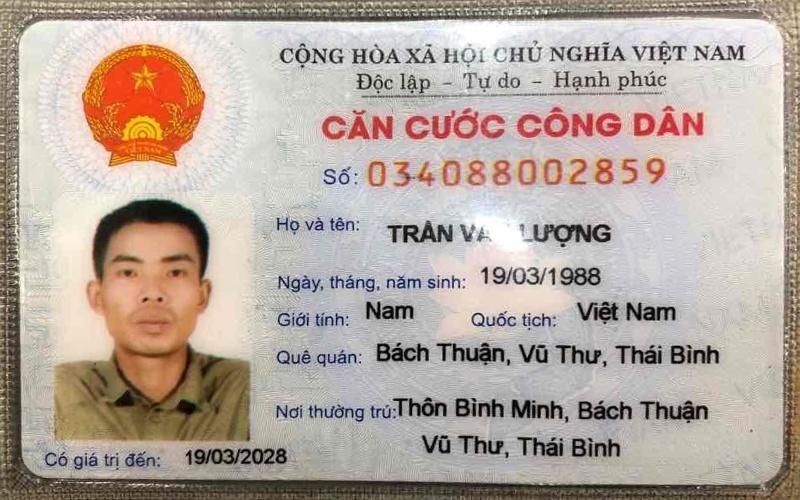 CỘNG HÒA XÃ HỘI CHỦ NGHĨA VIỆT NAM
Độc lập - Tự do - Hạnh phúc
CĂN CƯỚC CÔNG DÂN
Số: 034088002859
Họ và tên: TRẦN LƯỢNG
Ngày, tháng, năm sinh: 19/03/1988
Giới tính: Nam Quốc tịch: Việt Nam
Quê quán: Bách Thuận, Vũ Thư, Thái Bình
Nơi thường trú: Thôn Bình Minh, Bách Thuận
Vũ Thư, Thái Bình
Có giá trị đến: 19/03/2028